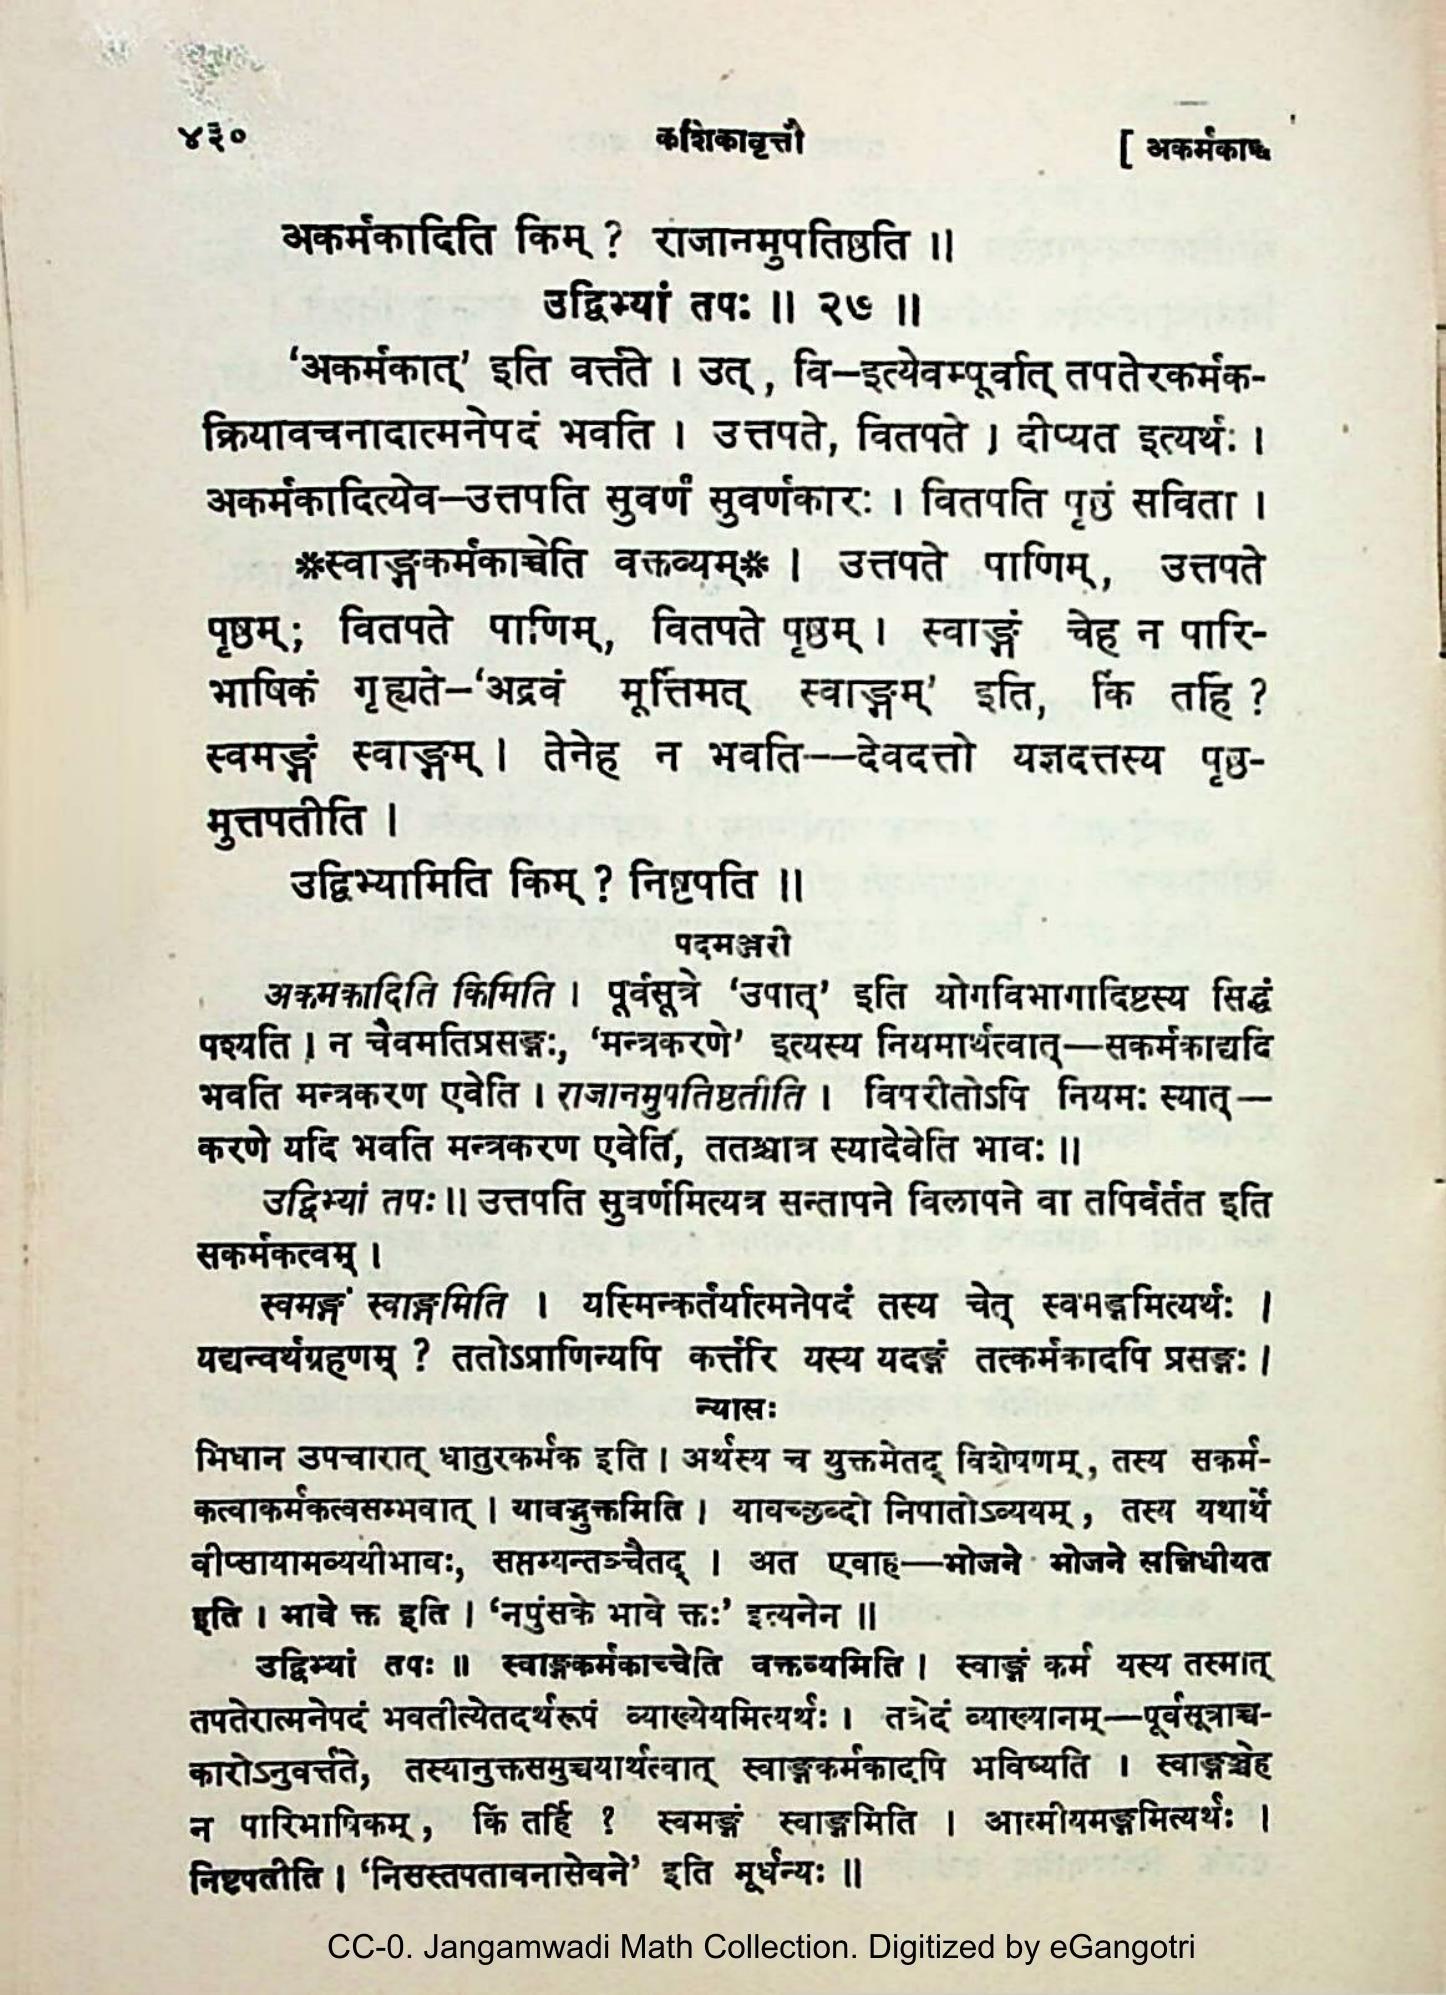 ४३०
काशिकावृत्तौ
[ अकर्मकाच्च
अकर्मकादिति किम् ? राजानमुपतिष्ठति ॥
उद्विभ्यां तपः ॥ २७ ॥
‘अकर्मकात्’ इति वर्त्तते । उत् , वि—इत्येवम्पूर्वात् तपतेरकर्मक-
क्रियावचनादात्मनेपदं भवति । उत्तपते, वितपते । दीप्यत इत्यर्थः ।
अकर्मकादित्येव—उत्तपति सुवर्णं सुवर्णकारः । वितपति पृष्ठं सविता ।
※स्वाङ्गकर्मकाच्चेति वक्तव्यम्※ । उत्तपते पाणिम् , उत्तपते
पृष्ठम्; वितपते पाणिम्, वितपते पृष्ठम् । स्वाङ्गं चेह न पारि-
भाषिकं गृह्यते—‘अद्रवं मूर्त्तिमत् स्वाङ्गम्’ इति, किं तर्हि ?
स्वमङ्गं स्वाङ्गम् । तेनेह न भवति—देवदत्तो यज्ञदत्तस्य पृष्ठ-
मुत्तपतीति ।
उद्विभ्यामिति किम् ? निष्टपति ॥
पदमञ्जरी
अकमकादिति किमिति । पूर्वसूत्रे ‘उपात्’ इति योगविभागादिष्टस्य सिद्धं
पश्यति । न चैवमतिप्रसङ्गः, ‘मन्त्रकरणे’ इत्यस्य नियमार्थत्वात्—सकर्मकाद्यदि
भवति मन्त्रकरण एवेति । राजानमुपतिष्ठतीति । विपरीतोऽपि नियमः स्यात्—
करणे यदि भवति मन्त्रकरण एवेति, ततश्चात्र स्यादेवेति भावः ॥
उद्विभ्यां तपः ॥ उत्तपति सुवर्णमित्यत्र सन्तापने विलापने वा तपिर्वर्तत इति
सकर्मकत्वम् ।
स्वमङ्गं स्वाङ्गमिति । यस्मिन्कर्तर्यात्मनेपदं तस्य चेत् स्वमङ्गमित्यर्थः ।
यद्यन्वर्थग्रहणम् ? ततोऽप्राणिन्यपि कर्त्तरि यस्य यदङ्गं तत्कर्मकादपि प्रसङ्गः ।
न्यासः
भिधान उपचारात् धातुरकर्मक इति । अर्थस्य च युक्तमेतद् विशेषणम् , तस्य सकर्म-
कत्वाकर्मकत्वसम्भवात् । यावद्भुक्तमिति । यावच्छब्दो निपातोऽव्ययम् , तस्य यथार्थे
वीप्सायामव्ययीभावः, सप्तम्यन्तञ्चैतद् । अत एवाह—भोजने भोजने सन्निधीयत
इति । भावे क्त इति । ‘नपुंसके भावे क्तः’ इत्यनेन ॥
उद्विभ्यां तपः ॥ स्वाङ्गकर्मकाच्चेति वक्तव्यमिति । स्वाङ्गं कर्म यस्य तस्मात्
तपतेरात्मनेपदं भवतीत्येतदर्थरूपं व्याख्येयमित्यर्थः । तत्रेदं व्याख्यानम्—पूर्वसूत्राच्च-
कारोऽनुवर्त्तते, तस्यानुक्तसमुच्चयार्थत्वात् स्वाङ्गकर्मकादपि भविष्यति । स्वाङ्गञ्चेह
न पारिभाषिकम् , किं तर्हि ? स्वमङ्गं स्वाङ्गमिति । आत्मीयमङ्गमित्यर्थः ।
निष्टपतीति । ‘निसस्तपतावनासेवने’ इति मूर्धन्यः ॥
CC-0. Jangamwadi Math Collection. Digitized by eGangotri